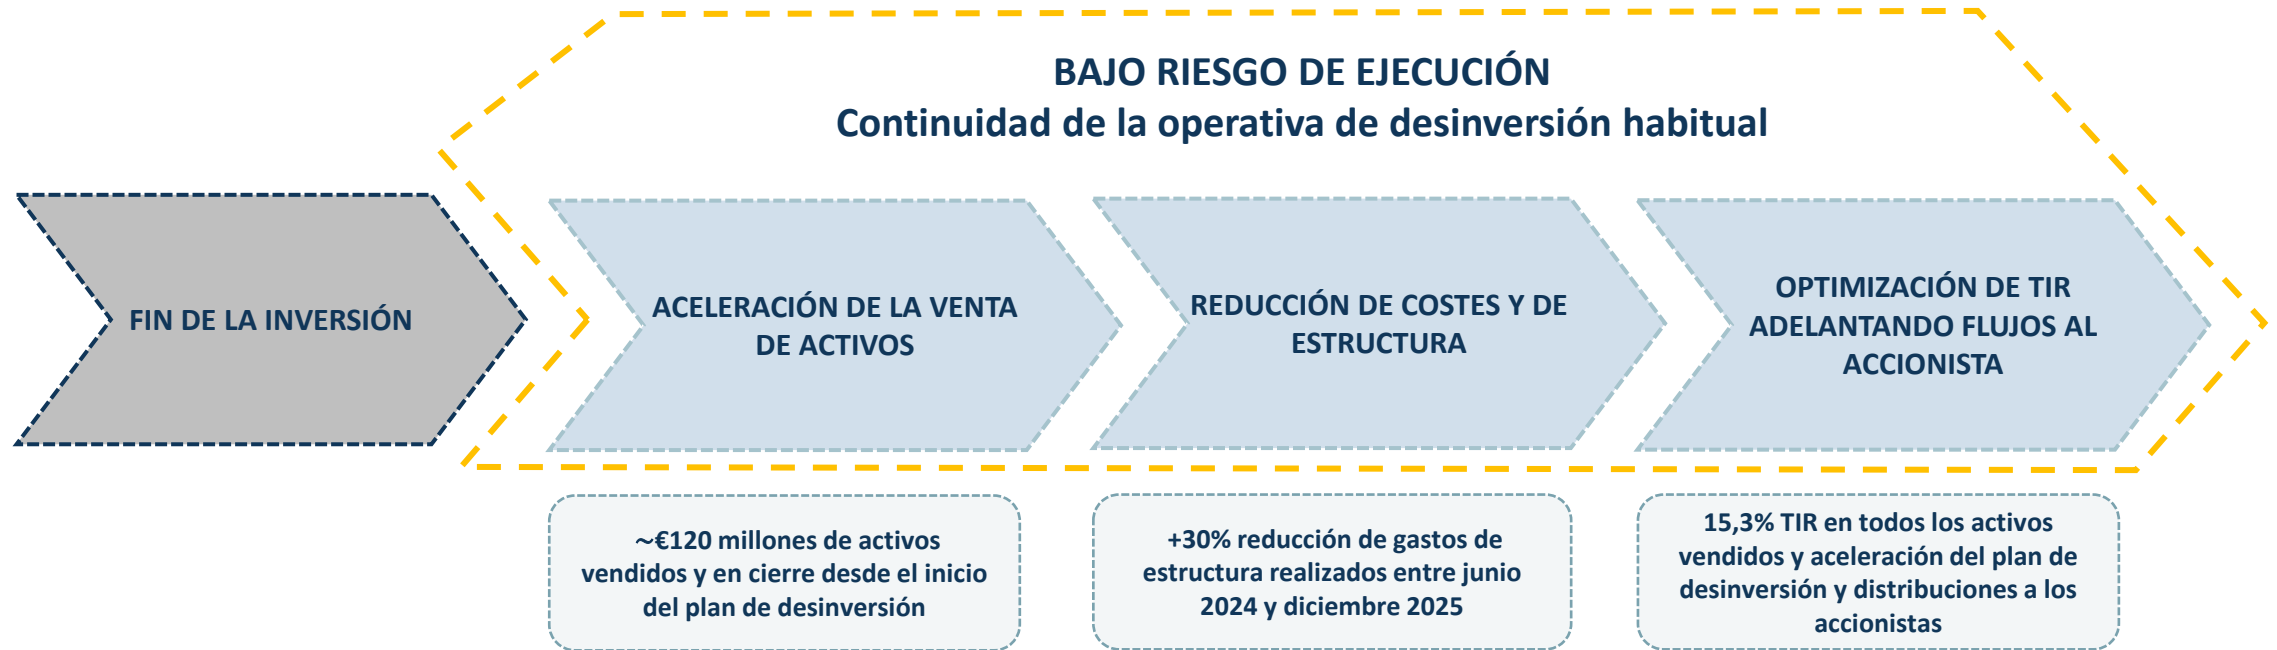 BAJO RIESGO DE EJECUCIÓN
Continuidad de la operativa de desinversión habitual
FIN DE LA INVERSIÓN
ACELERACIÓN DE LA VENTA
DE ACTIVOS
REDUCCIÓN DE COSTES Y DE
ESTRUCTURA
OPTIMIZACIÓN DE TIR
ADELANTANDO FLUJOS AL
ACCIONISTA
~€120 millones de activos
vendidos y en cierre desde el inicio
del plan de desinversión
+30% reducción de gastos de
estructura realizados entre junio
2024 y diciembre 2025
15,3% TIR en todos los activos
vendidos y aceleración del plan de
desinversión y distribuciones a los
accionistas